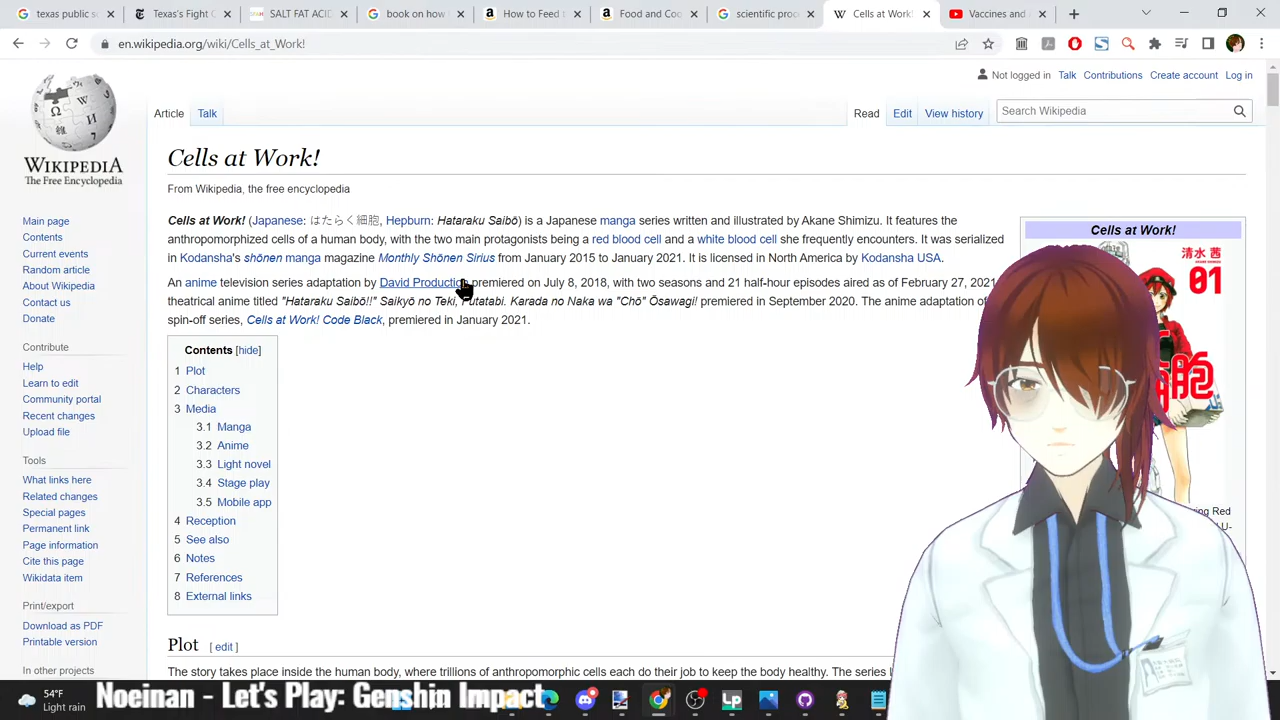 texas public s
Texas's Fight C
SALT FAT ACID
book on how
How to Feed t
Food and Coo
scientific proc
Cells at Work!
Vaccines and A
en.wikipedia.org/wiki/Cells_at_Work!
Not logged in Talk Contributions Create account Log in
Article Talk Read Edit View history Search Wikipedia
WIKIPEDIA
The Free Encyclopedia
Main page
Contents
Current events
Random article
About Wikipedia
Contact us
Donate
Contribute
Help
Learn to edit
Community portal
Recent changes
Upload file
Tools
What links here
Related changes
Special pages
Permanent link
Page information
Cite this page
Wikidata item
Print/export
Download as PDF
Printable version
In other projects
Cells at Work!
From Wikipedia, the free encyclopedia
Cells at Work! (Japanese: はたらく細胞, Hepburn: Hataraku Saibō) is a Japanese manga series written and illustrated by Akane Shimizu. It features the
anthropomorphized cells of a human body, with the two main protagonists being a red blood cell and a white blood cell she frequently encounters. It was serialized
in Kodansha's shōnen manga magazine Monthly Shōnen Sirius from January 2015 to January 2021. It is licensed in North America by Kodansha USA.
An anime television series adaptation by David Production premiered on July 8, 2018, with two seasons and 21 half-hour episodes aired as of February 27, 2021
theatrical anime titled "Hataraku Saibō!!" Saikyō no Teki, Futatabi. Karada no Naka wa "Chō" Ōsawagi! premiered in September 2020. The anime adaptation of
spin-off series, Cells at Work! Code Black, premiered in January 2021.
Contents [hide]
1 Plot
2 Characters
3 Media
3.1 Manga
3.2 Anime
3.3 Light novel
3.4 Stage play
3.5 Mobile app
4 Reception
5 See also
6 Notes
7 References
8 External links
Plot [ edit ]
The story takes place inside the human body, where trillions of anthropomorphic cells each do their job to keep the body healthy. The series
Cells at Work!
清水 茜
01
胞
Red
U-
54°F
Light rain
Noeinan - Let's Play: Genshin Impact